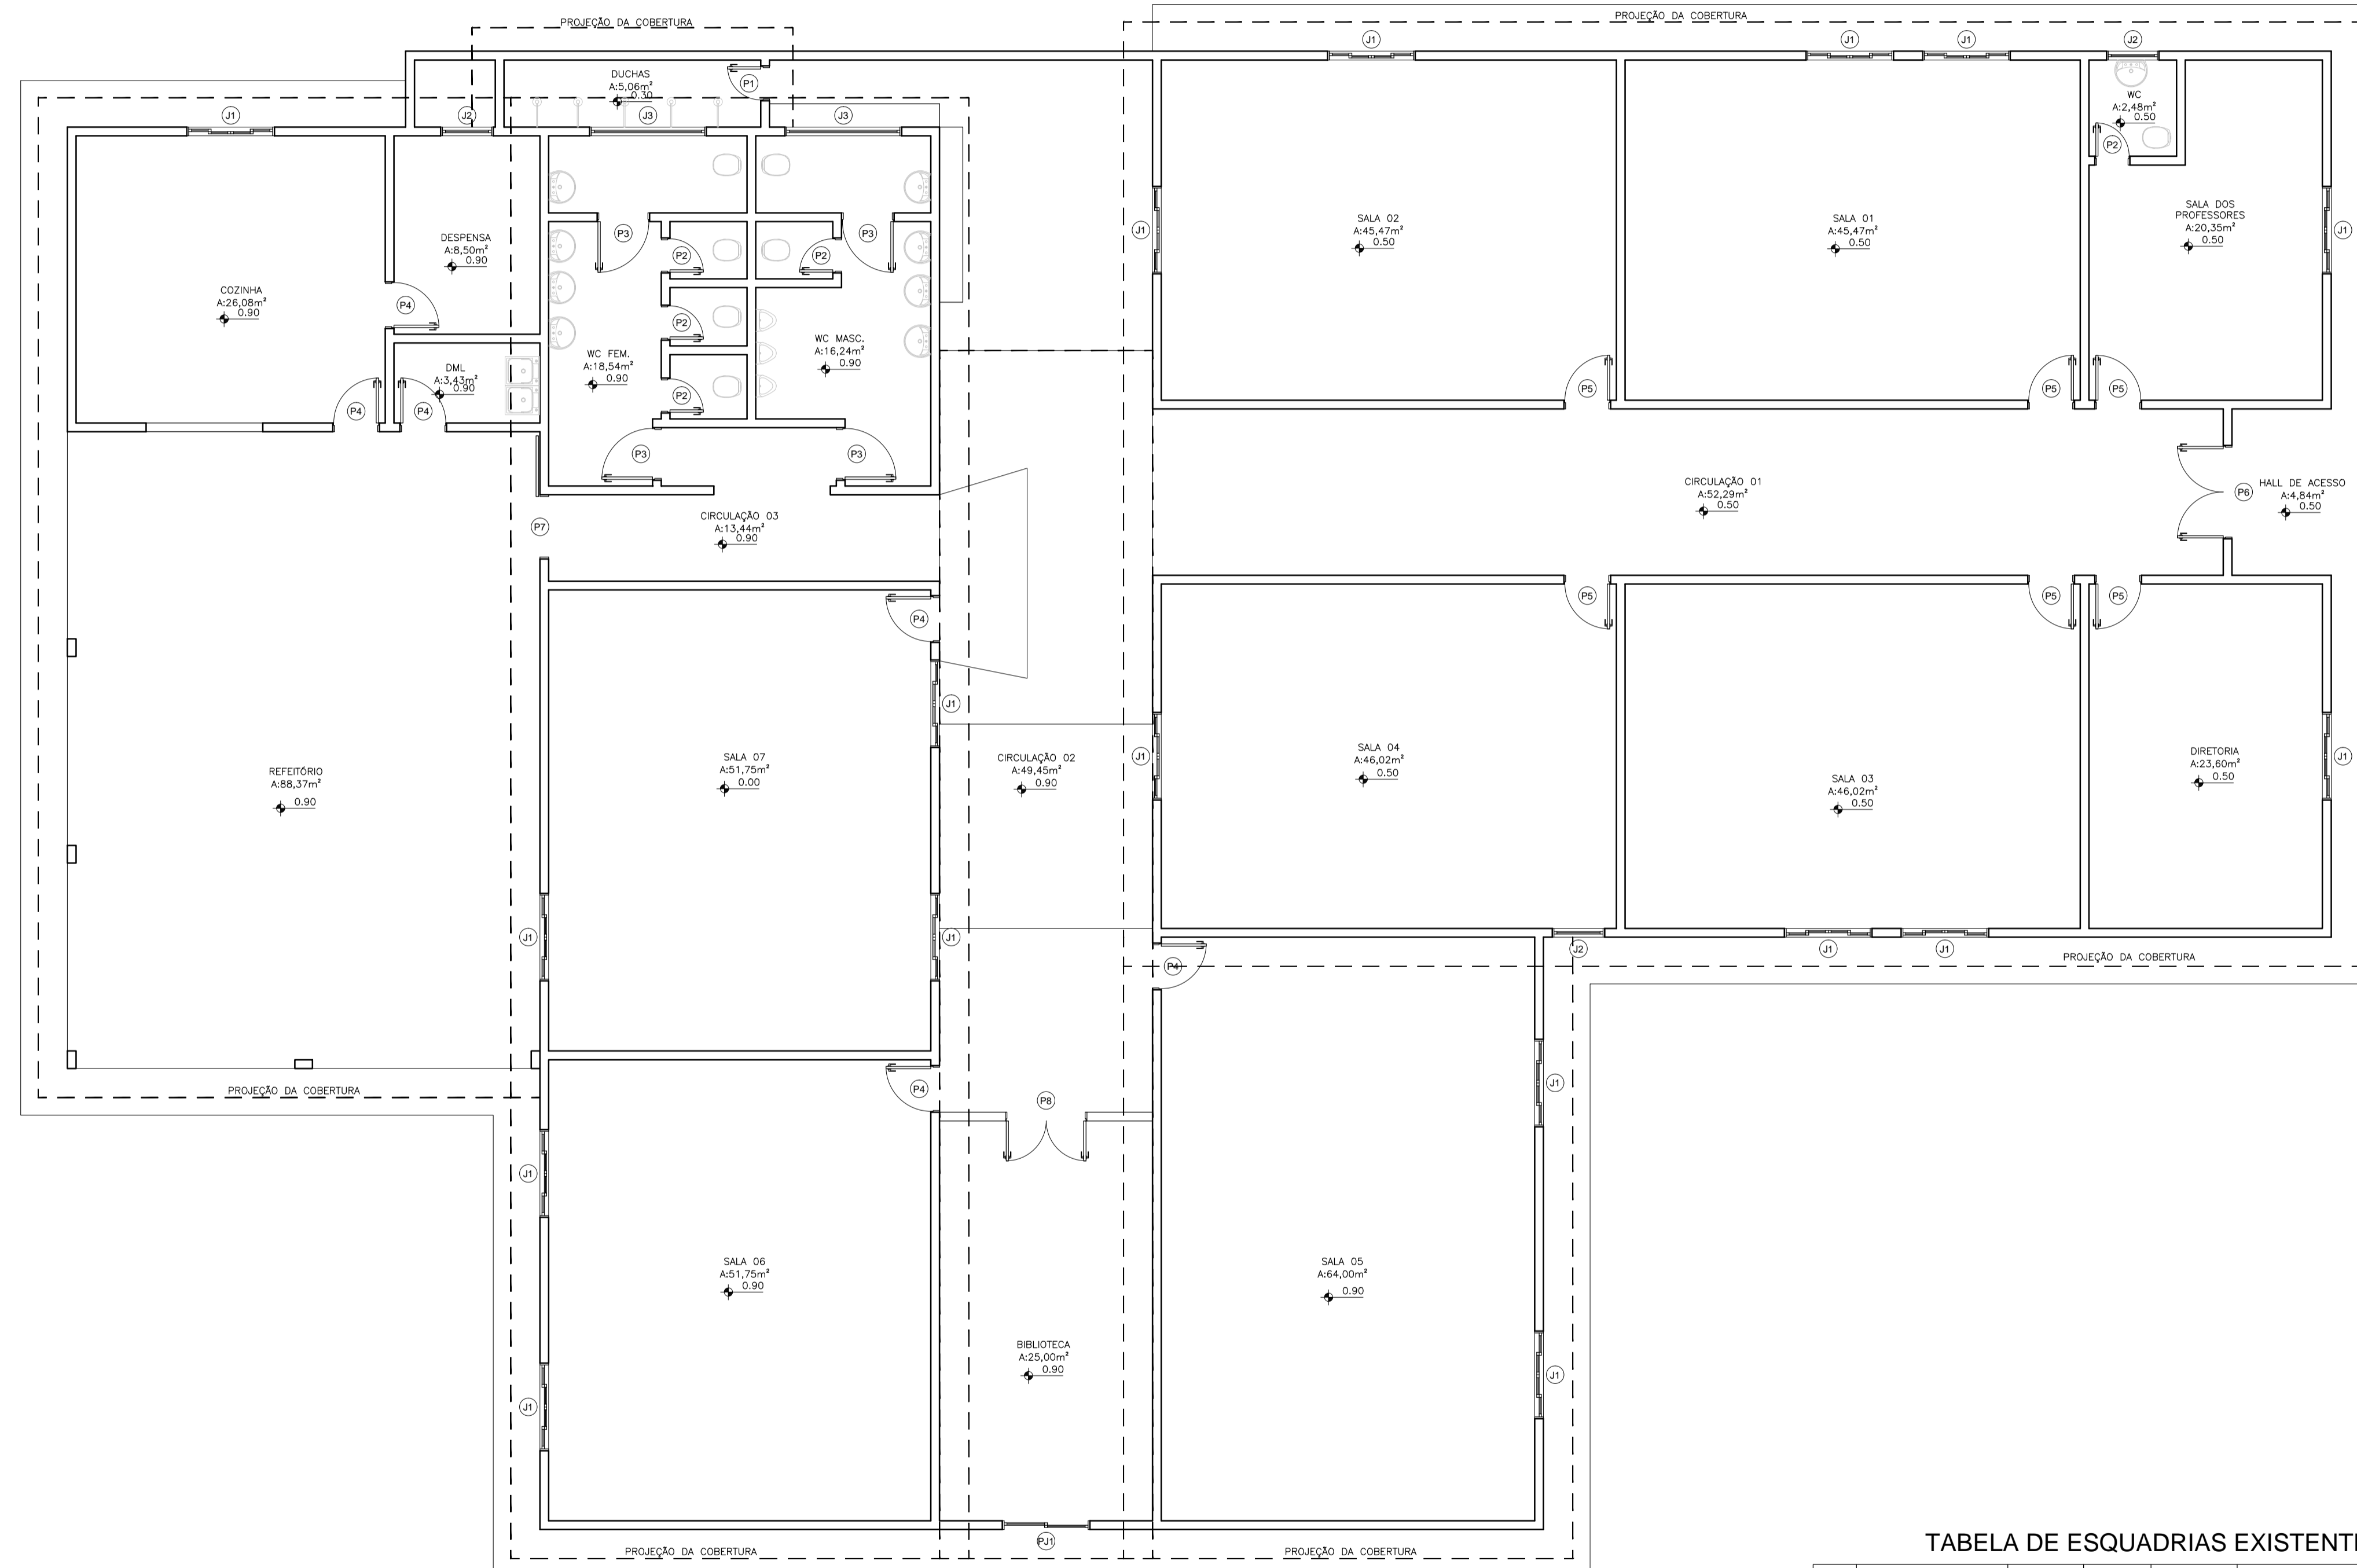 PROJEÇÃO DA COBERTURA
PROJEÇÃO DA COBERTURA
J1
J1
J1
J2
DUCHAS
A:5,06m²
0.30
P1
J1
J2
J3
J3
WC
A:2,48m²
0.50
P2
COZINHA
A:26,08m²
0.90
DESPENSA
A:8,50m²
0.90
P4
DML
A:3,43m²
0.90
P4
P4
P3
P2
P2
P2
WC FEM.
A:18,54m²
0.90
P3
P2
P3
WC MASC.
A:16,24m²
0.90
P3
J1
SALA 02
A:45,47m²
0.50
P5
SALA 01
A:45,47m²
0.50
P5
SALA DOS
PROFESSORES
A:20,35m²
0.50
J1
P5
CIRCULAÇÃO 03
A:13,44m²
0.90
P7
CIRCULAÇÃO 01
A:52,29m²
0.50
P6
HALL DE ACESSO
A:4,84m²
0.50
P4
J1
P5
P5
P5
REFEITÓRIO
A:88,37m²
0.90
SALA 07
A:51,75m²
0.00
J1
J1
CIRCULAÇÃO 02
A:49,45m²
0.90
J1
SALA 04
A:46,02m²
0.50
SALA 03
A:46,02m²
0.50
DIRETORIA
A:23,60m²
0.50
J1
J2
J1
J1
P4
PROJEÇÃO DA COBERTURA
PROJEÇÃO DA COBERTURA
P4
P8
J1
J1
J1
SALA 06
A:51,75m²
0.90
SALA 05
A:64,00m²
0.90
BIBLIOTECA
A:25,00m²
0.90
J1
PJ1
PROJEÇÃO DA COBERTURA
PROJEÇÃO DA COBERTURA
TABELA DE ESQUADRIAS EXISTENT